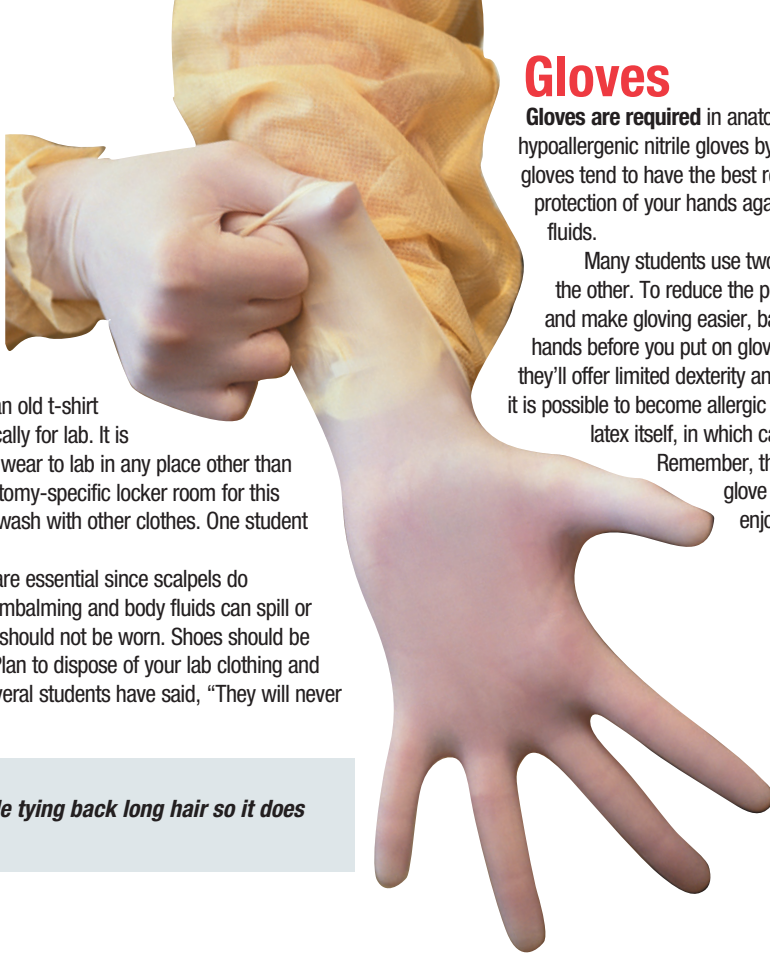 an old t-shirt
cally for lab. It is
wear to lab in any place other than
tomy-specific locker room for this
wash with other clothes. One student
are essential since scalpels do
mbalming and body fluids can spill or
should not be worn. Shoes should be
Plan to dispose of your lab clothing and
veral students have said, “They will never
le tying back long hair so it does
Gloves
Gloves are required in anato
hypoallergenic nitrile gloves by
gloves tend to have the best re
protection of your hands aga
fluids.
Many students use two
the other. To reduce the p
and make gloving easier, ba
hands before you put on glov
they’ll offer limited dexterity an
it is possible to become allergic
latex itself, in which ca
Remember, th
glove
enjo